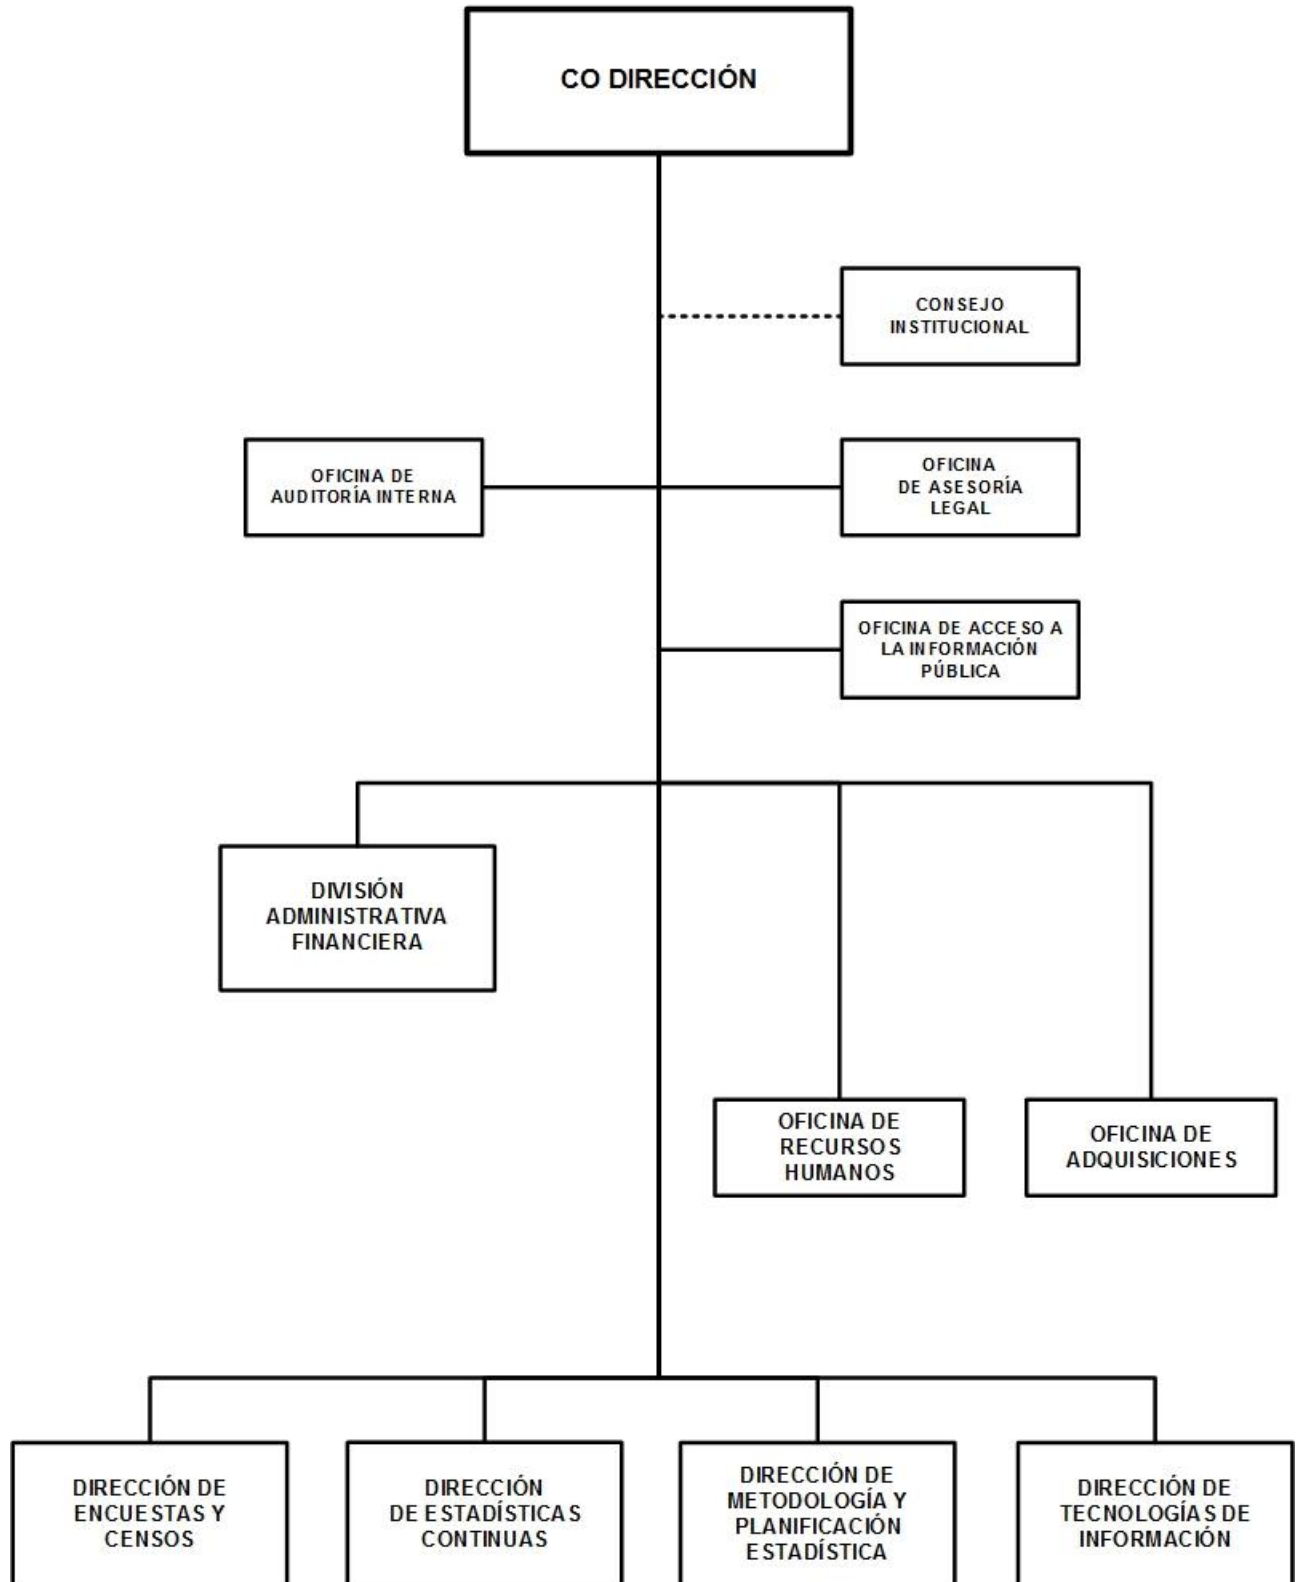 CO DIRECCIÓN
CONSEJO
INSTITUCIONAL
OFICINA DE
AUDITORÍA INTERNA
OFICINA
DE ASESORÍA
LEGAL
OFICINA DE ACCESO A
LA INFORMACIÓN
PÚBLICA
DIVISIÓN
ADMINISTRATIVA
FINANCIERA
OFICINA DE
RECURSOS
HUMANOS
OFICINA DE
ADQUISICIONES
DIRECCIÓN DE
ENCUESTAS Y
CENSOS
DIRECCIÓN
DE ESTADÍSTICAS
CONTINUAS
DIRECCIÓN DE
METODOLOGÍA Y
PLANIFICACIÓN
ESTADÍSTICA
DIRECCIÓN DE
TECNOLOGÍAS DE
INFORMACIÓN